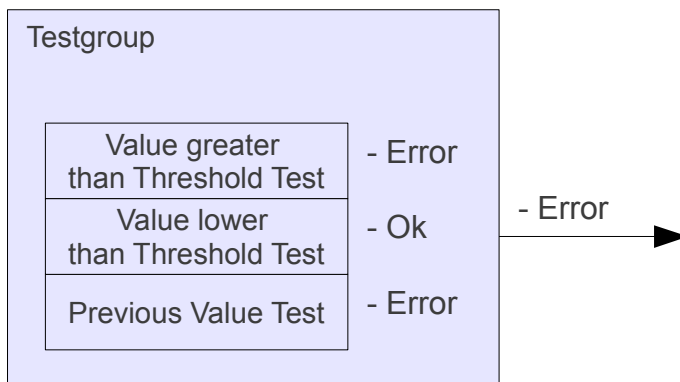 Testgroup
Value greater
than Threshold Test
- Error
Value lower
than Threshold Test
- Ok
Previous Value Test
- Error
- Error